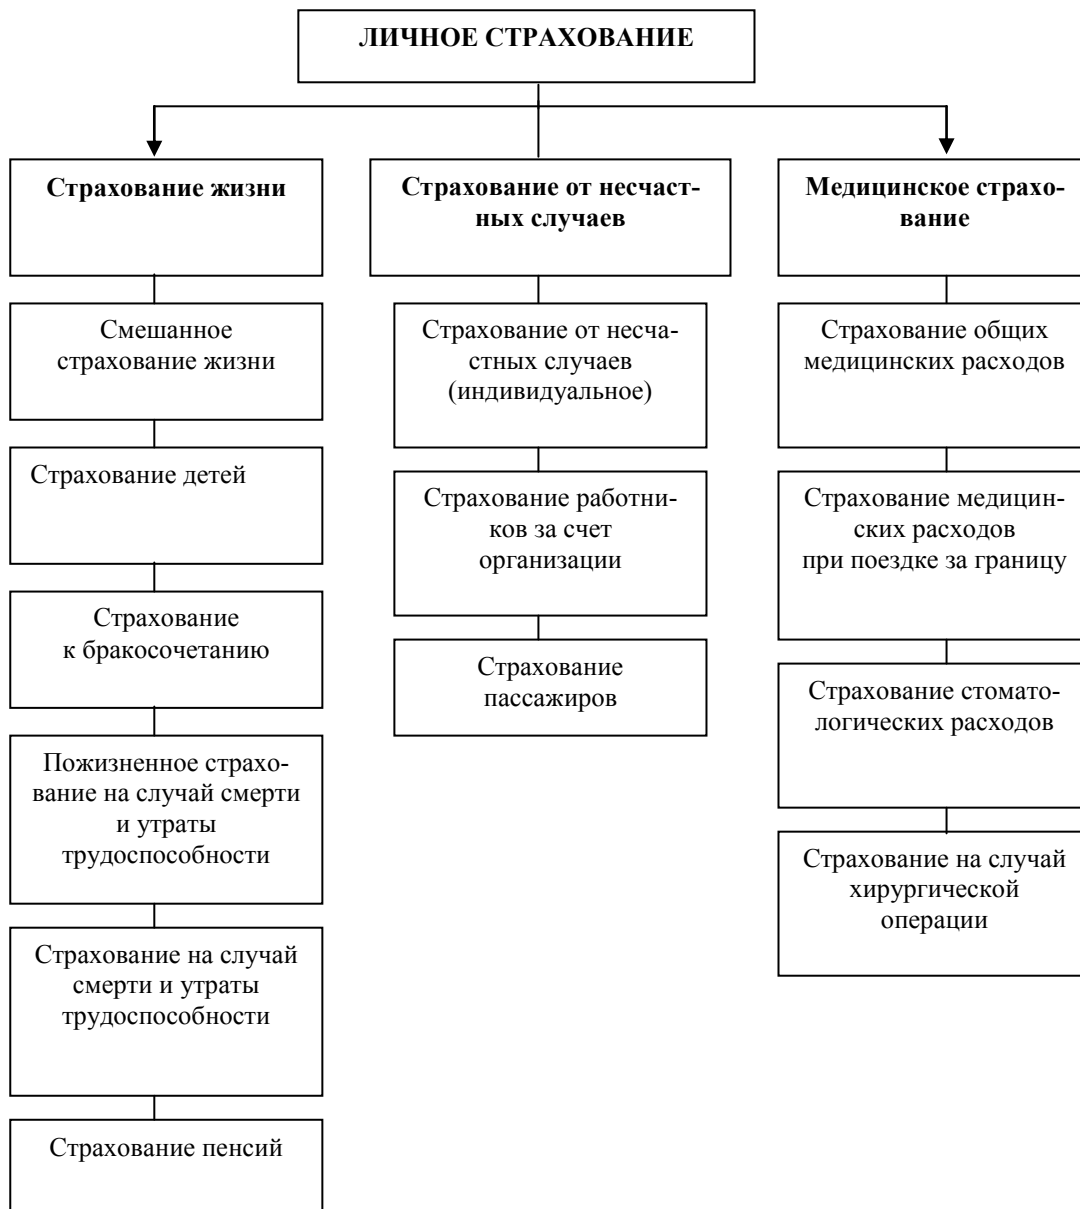 ЛИЧНОЕ СТРАХОВАНИЕ
Страхование жизни
Смешанное
страхование жизни
Страхование детей
Страхование
к бракосочетанию
Пожизненное страхо-
вание на случай смерти
и утраты
трудоспособности
Страхование на случай
смерти и утраты
трудоспособности
Страхование пенсий
Страхование от несчаст-
ных случаев
Страхование от несча-
стных случаев
(индивидуальное)
Страхование работни-
ков за счет
организации
Страхование
пассажиров
Медицинское страхо-
вание
Страхование общих
медицинских расходов
Страхование медицин-
ских расходов
при поездке за границу
Страхование стомато-
логических расходов
Страхование на случай
хирургической
операции